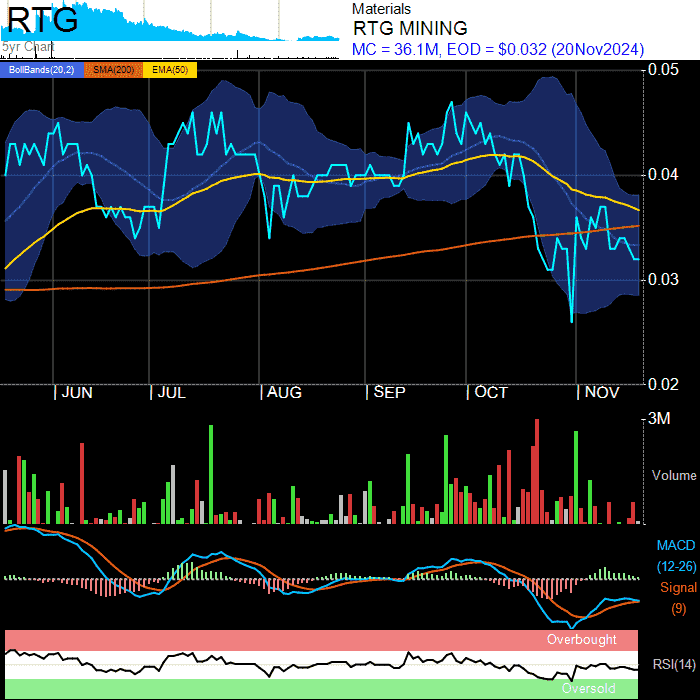 RTG
5yr Chart
Materials
RTG MINING
MC = 36.1M, EOD = $0.032 (20Nov2024)
BollBands(20,2) SMA(200) EMA(50)
0.05
0.04
0.03
0.02
JUN JUL AUG SEP OCT NOV
3M
Volume
MACD
(12-26)
Signal
(9)
Overbought
RSI(14)
Oversold